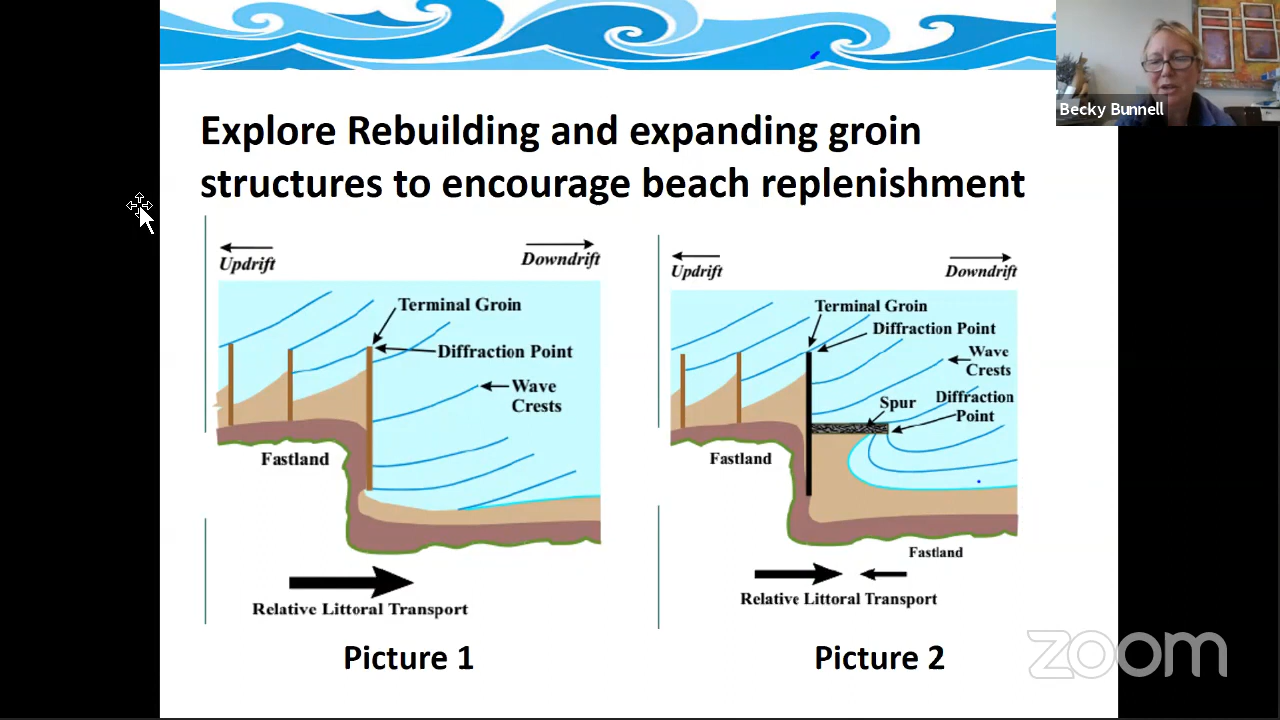 Becky Bunnell
Explore Rebuilding and expanding groin
structures to encourage beach replenishment
Updrift
Downdrift
Terminal Groin
Diffraction Point
Wave
Crests
Fastland
Relative Littoral Transport
Picture 1
Updrift
Downdrift
Terminal Groin
Diffraction Point
Wave
Crests
Spur
Diffraction
Point
Fastland
Fastland
Relative Littoral Transport
Picture 2
zoom